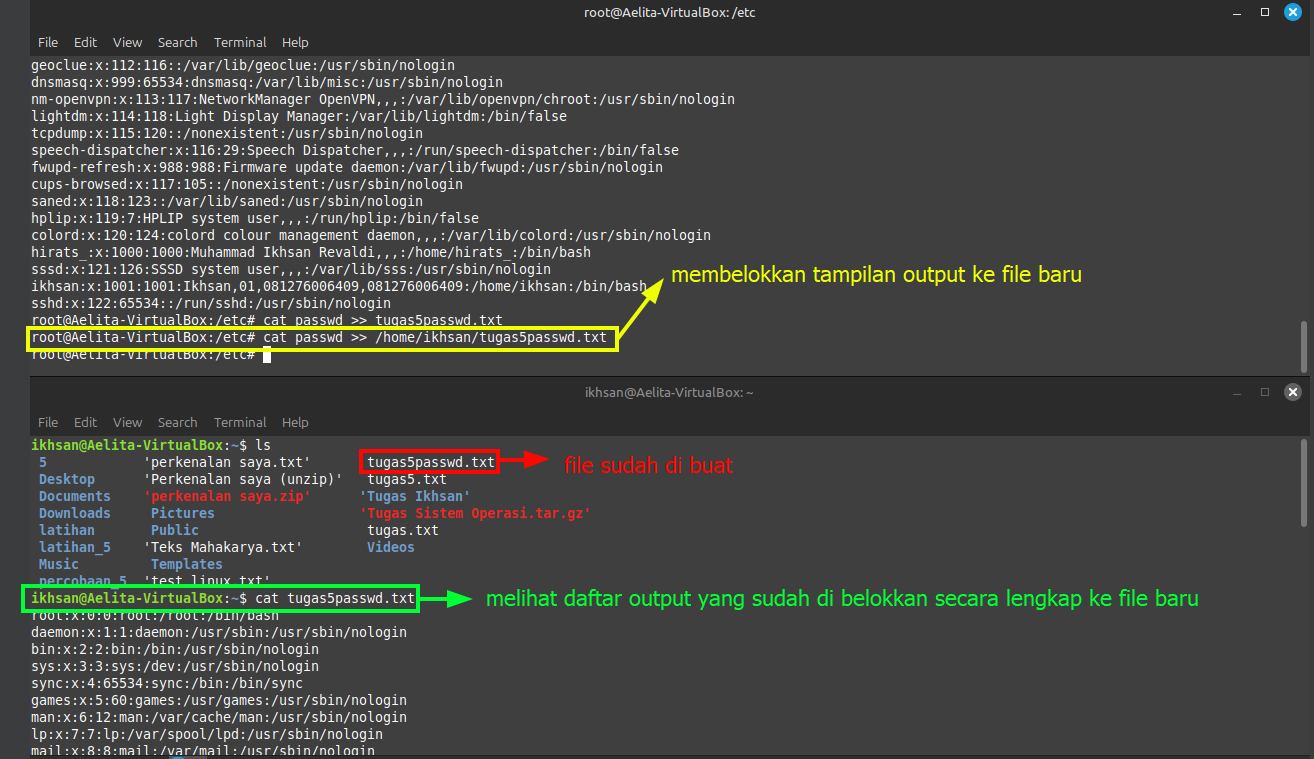 root@Aelita-VirtualBox: /etc
File Edit View Search Terminal Help
geoclue:x:112:116::/var/lib/geoclue:/usr/sbin/nologin
dnsmasq:x:999:65534:dnsmasq:/var/lib/misc:/usr/sbin/nologin
nm-openvpn:x:113:117:NetworkManager OpenVPN,,,:/var/lib/openvpn/chroot:/usr/sbin/nologin
lightdm:x:114:118:Light Display Manager:/var/lib/lightdm:/bin/false
tcpdump:x:115:120::/nonexistent:/usr/sbin/nologin
speech-dispatcher:x:116:29:Speech Dispatcher,,,:/run/speech-dispatcher:/bin/false
fwupd-refresh:x:988:988:Firmware update daemon:/var/lib/fwupd:/usr/sbin/nologin
cups-browsed:x:117:105::/nonexistent:/usr/sbin/nologin
saned:x:118:123::/var/lib/saned:/usr/sbin/nologin
hplip:x:119:7:HPLIP system user,,,:/run/hplip:/bin/false
colord:x:120:124:colord colour management daemon,,,:/var/lib/colord:/usr/sbin/nologin
hirats_:x:1000:1000:Muhammad Ikhsan Revaldi,,,:/home/hirats_:/bin/bash
sssd:x:121:126:SSSD system user,,,:/var/lib/sss:/usr/sbin/nologin
ikhsan:x:1001:1001:Ikhsan,01,081276006409,081276006409:/home/ikhsan:/bin/bash
membelokkan tampilan output ke file baru
sshd:x:122:65534::/run/sshd:/usr/sbin/nologin
root@Aelita-VirtualBox:/etc# cat passwd >> tugas5passwd.txt
root@Aelita-VirtualBox:/etc# cat passwd >> /home/ikhsan/tugas5passwd.txt
root@Aelita-VirtualBox:/etc#
ikhsan@Aelita-VirtualBox: ~
File Edit View Search Terminal Help
ikhsan@Aelita-VirtualBox:~$ ls
5 'perkenalan saya.txt' tugas5passwd.txt
file sudah di buat
Desktop 'Perkenalan saya (unzip)' tugas5.txt
Documents 'perkenalan saya.zip' 'Tugas Ikhsan'
Downloads Pictures 'Tugas Sistem Operasi.tar.gz'
latihan Public tugas.txt
latihan_5 'Teks Mahakarya.txt' Videos
Music Templates
percobaan_5 'test linux.txt'
ikhsan@Aelita-VirtualBox:~$ cat tugas5passwd.txt
melihat daftar output yang sudah di belokkan secara lengkap ke file baru
root:x:0:0:root:/root:/bin/bash
daemon:x:1:1:daemon:/usr/sbin:/usr/sbin/nologin
bin:x:2:2:bin:/bin:/usr/sbin/nologin
sys:x:3:3:sys:/dev:/usr/sbin/nologin
sync:x:4:65534:sync:/bin:/bin/sync
games:x:5:60:games:/usr/games:/usr/sbin/nologin
man:x:6:12:man:/var/cache/man:/usr/sbin/nologin
lp:x:7:7:lp:/var/spool/lpd:/usr/sbin/nologin
mail:x:8:8:mail:/var/mail:/usr/sbin/nologin